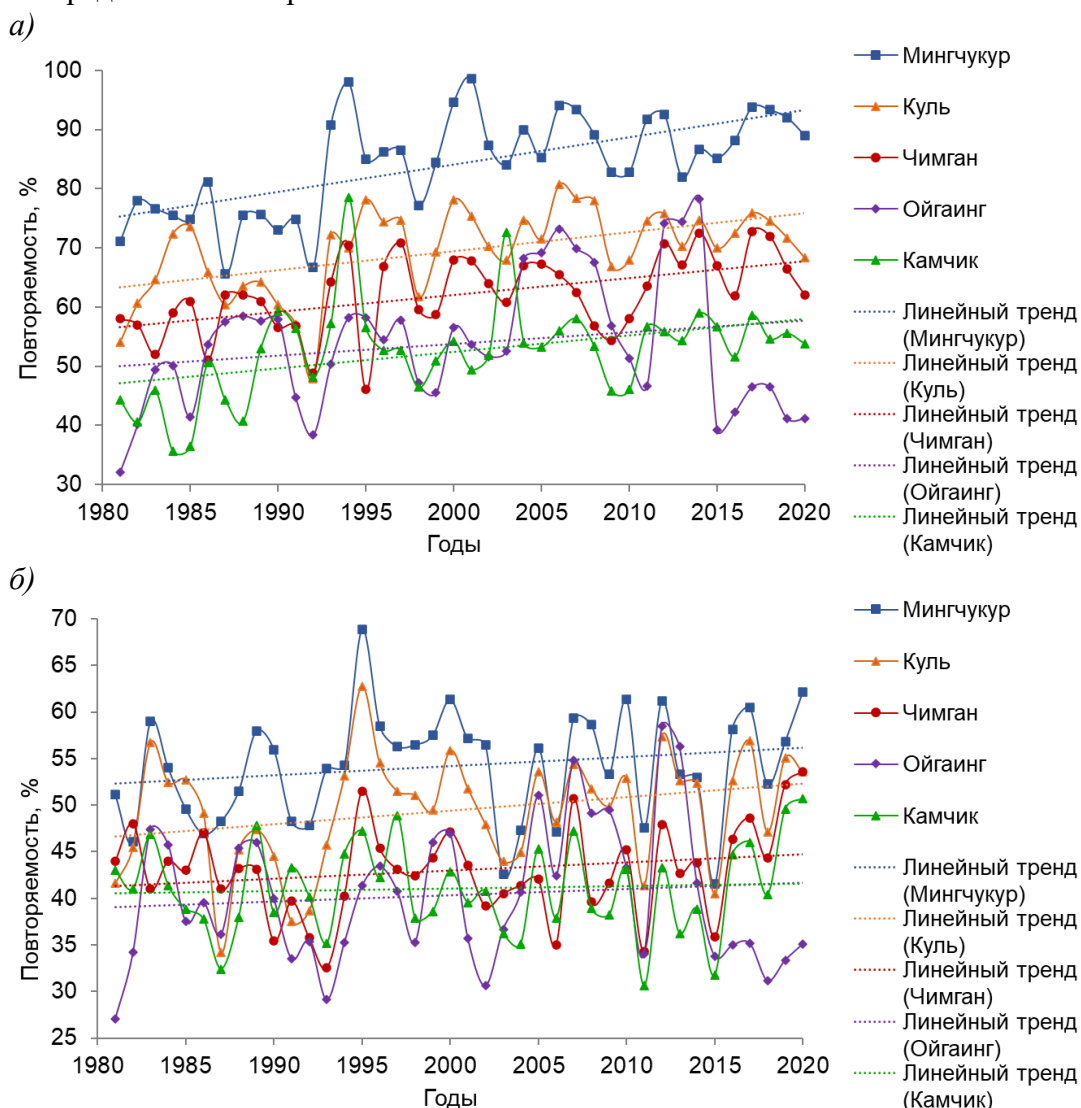 а)
Повторяемость, %
100
90
80
70
60
50
40
30
1980 1985 1990 1995 2000 2005 2010 2015 2020
Годы
Мингчукур
Куль
Чимган
Ойгаинг
Камчик
Линейный тренд
(Мингчукур)
Линейный тренд
(Куль)
Линейный тренд
(Чимган)
Линейный тренд
(Ойгаинг)
Линейный тренд
(Камчик)
б)
Повторяемость, %
70
65
60
55
50
45
40
35
30
25
1980 1985 1990 1995 2000 2005 2010 2015 2020
Годы
Мингчукур
Куль
Чимган
Ойгаинг
Камчик
Линейный тренд
(Мингчукур)
Линейный тренд
(Куль)
Линейный тренд
(Чимган)
Линейный тренд
(Ойгаинг)
Линейный тренд
(Камчик)